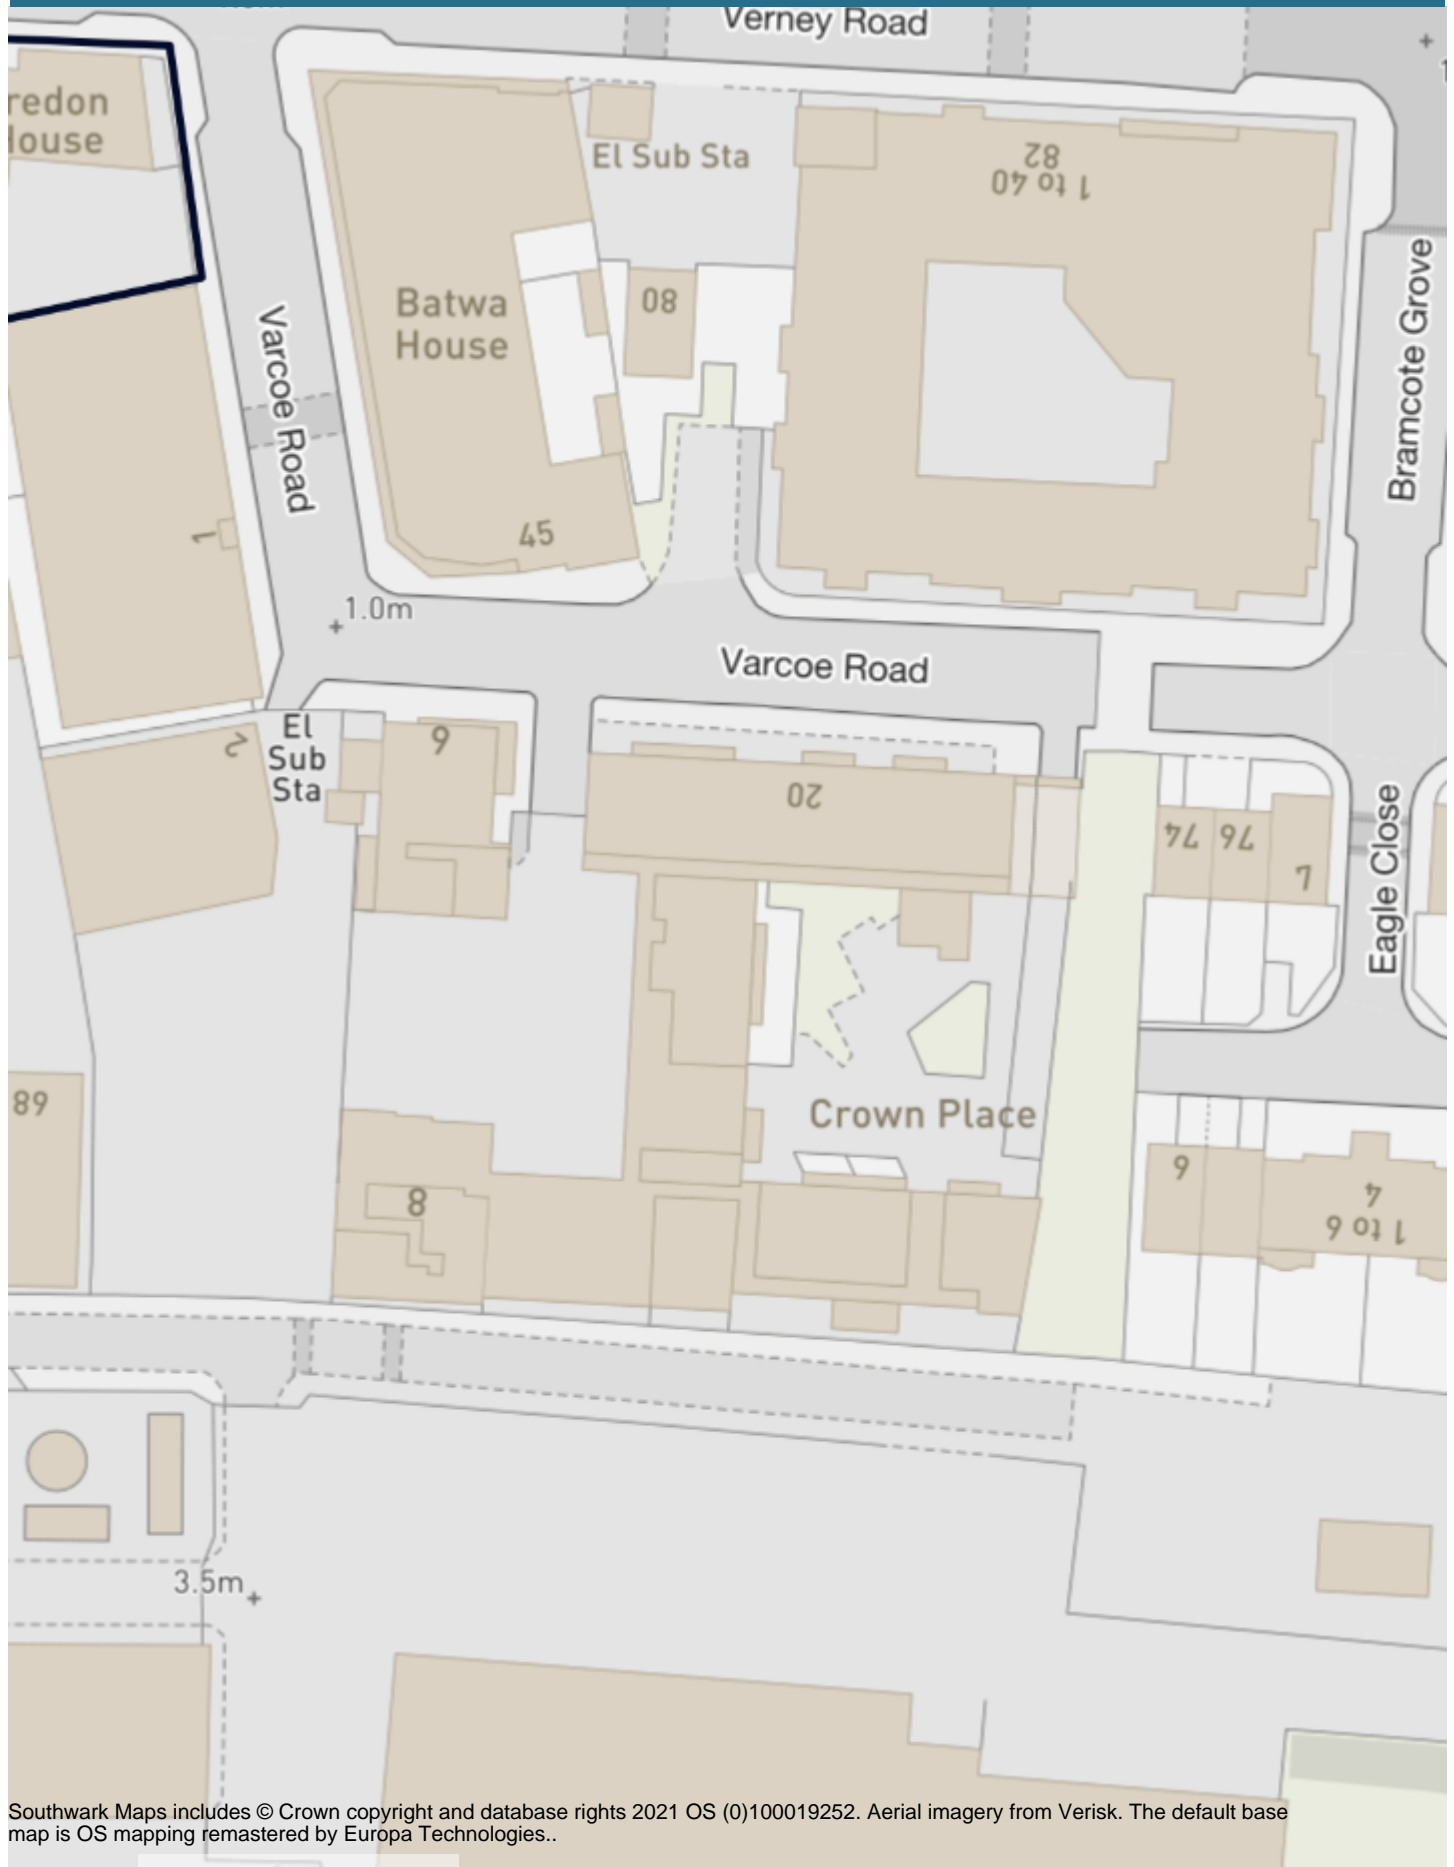 Verney Road
redon
House
El Sub Sta
82
1 to 40
Batwa
House
80
Varcoe Road
Bramcote Grove
1
45
1.0m
Varcoe Road
2
El
Sub
Sta
9
20
74
76
7
Eagle Close
89
Crown Place
8
9
4
1 to 6
3.5m
Southwark Maps includes © Crown copyright and database rights 2021 OS (0)100019252. Aerial imagery from Verisk. The default base
map is OS mapping remastered by Europa Technologies..